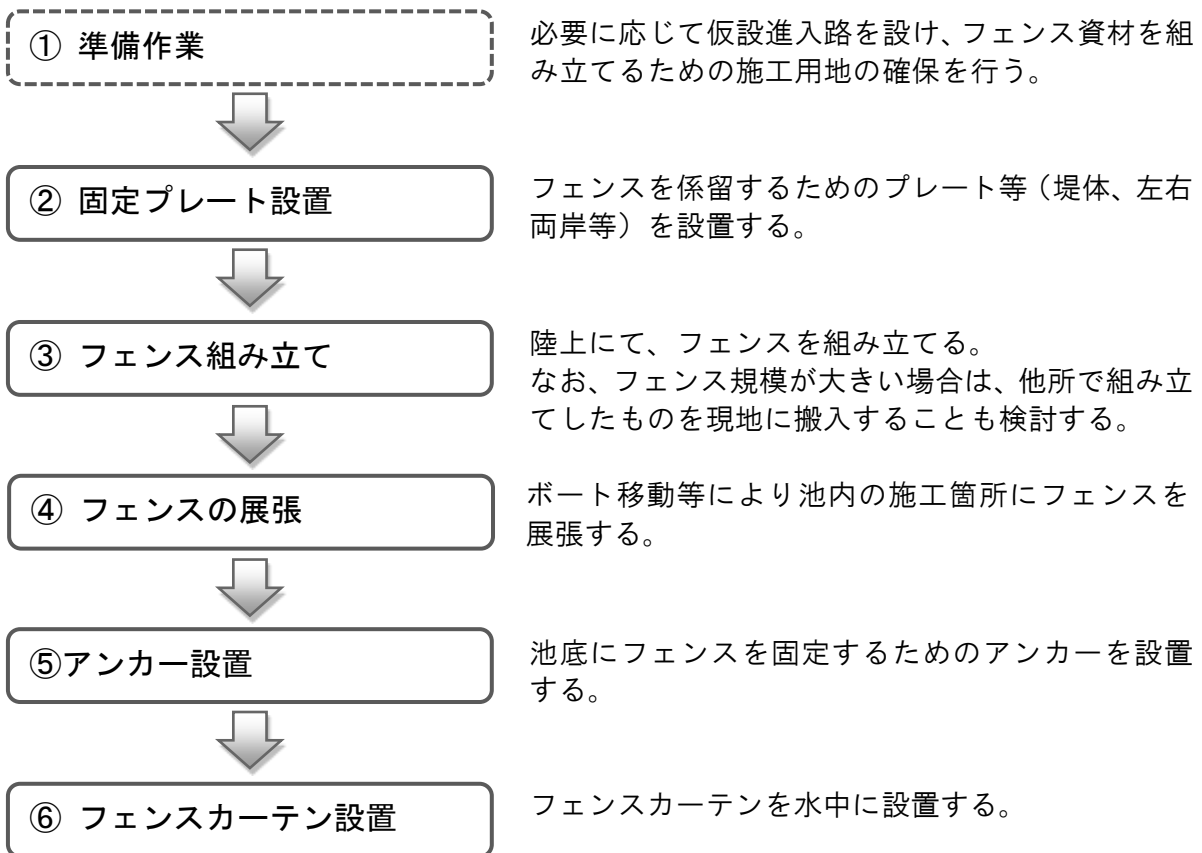 ① 準備作業
必要に応じて仮設進入路を設け、フェンス資材を組
み立てるための施工用地の確保を行う。
② 固定プレート設置
フェンスを係留するためのプレート等（堤体、左右
両岸等）を設置する。
③ フェンス組み立て
陸上にて、フェンスを組み立てる。
なお、フェンス規模が大きい場合は、他所で組み立
てしたものを現地に搬入することも検討する。
④ フェンスの展張
ボート移動等により池内の施工箇所にフェンスを
展張する。
⑤アンカー設置
池底にフェンスを固定するためのアンカーを設置
する。
⑥ フェンスカーテン設置
フェンスカーテンを水中に設置する。